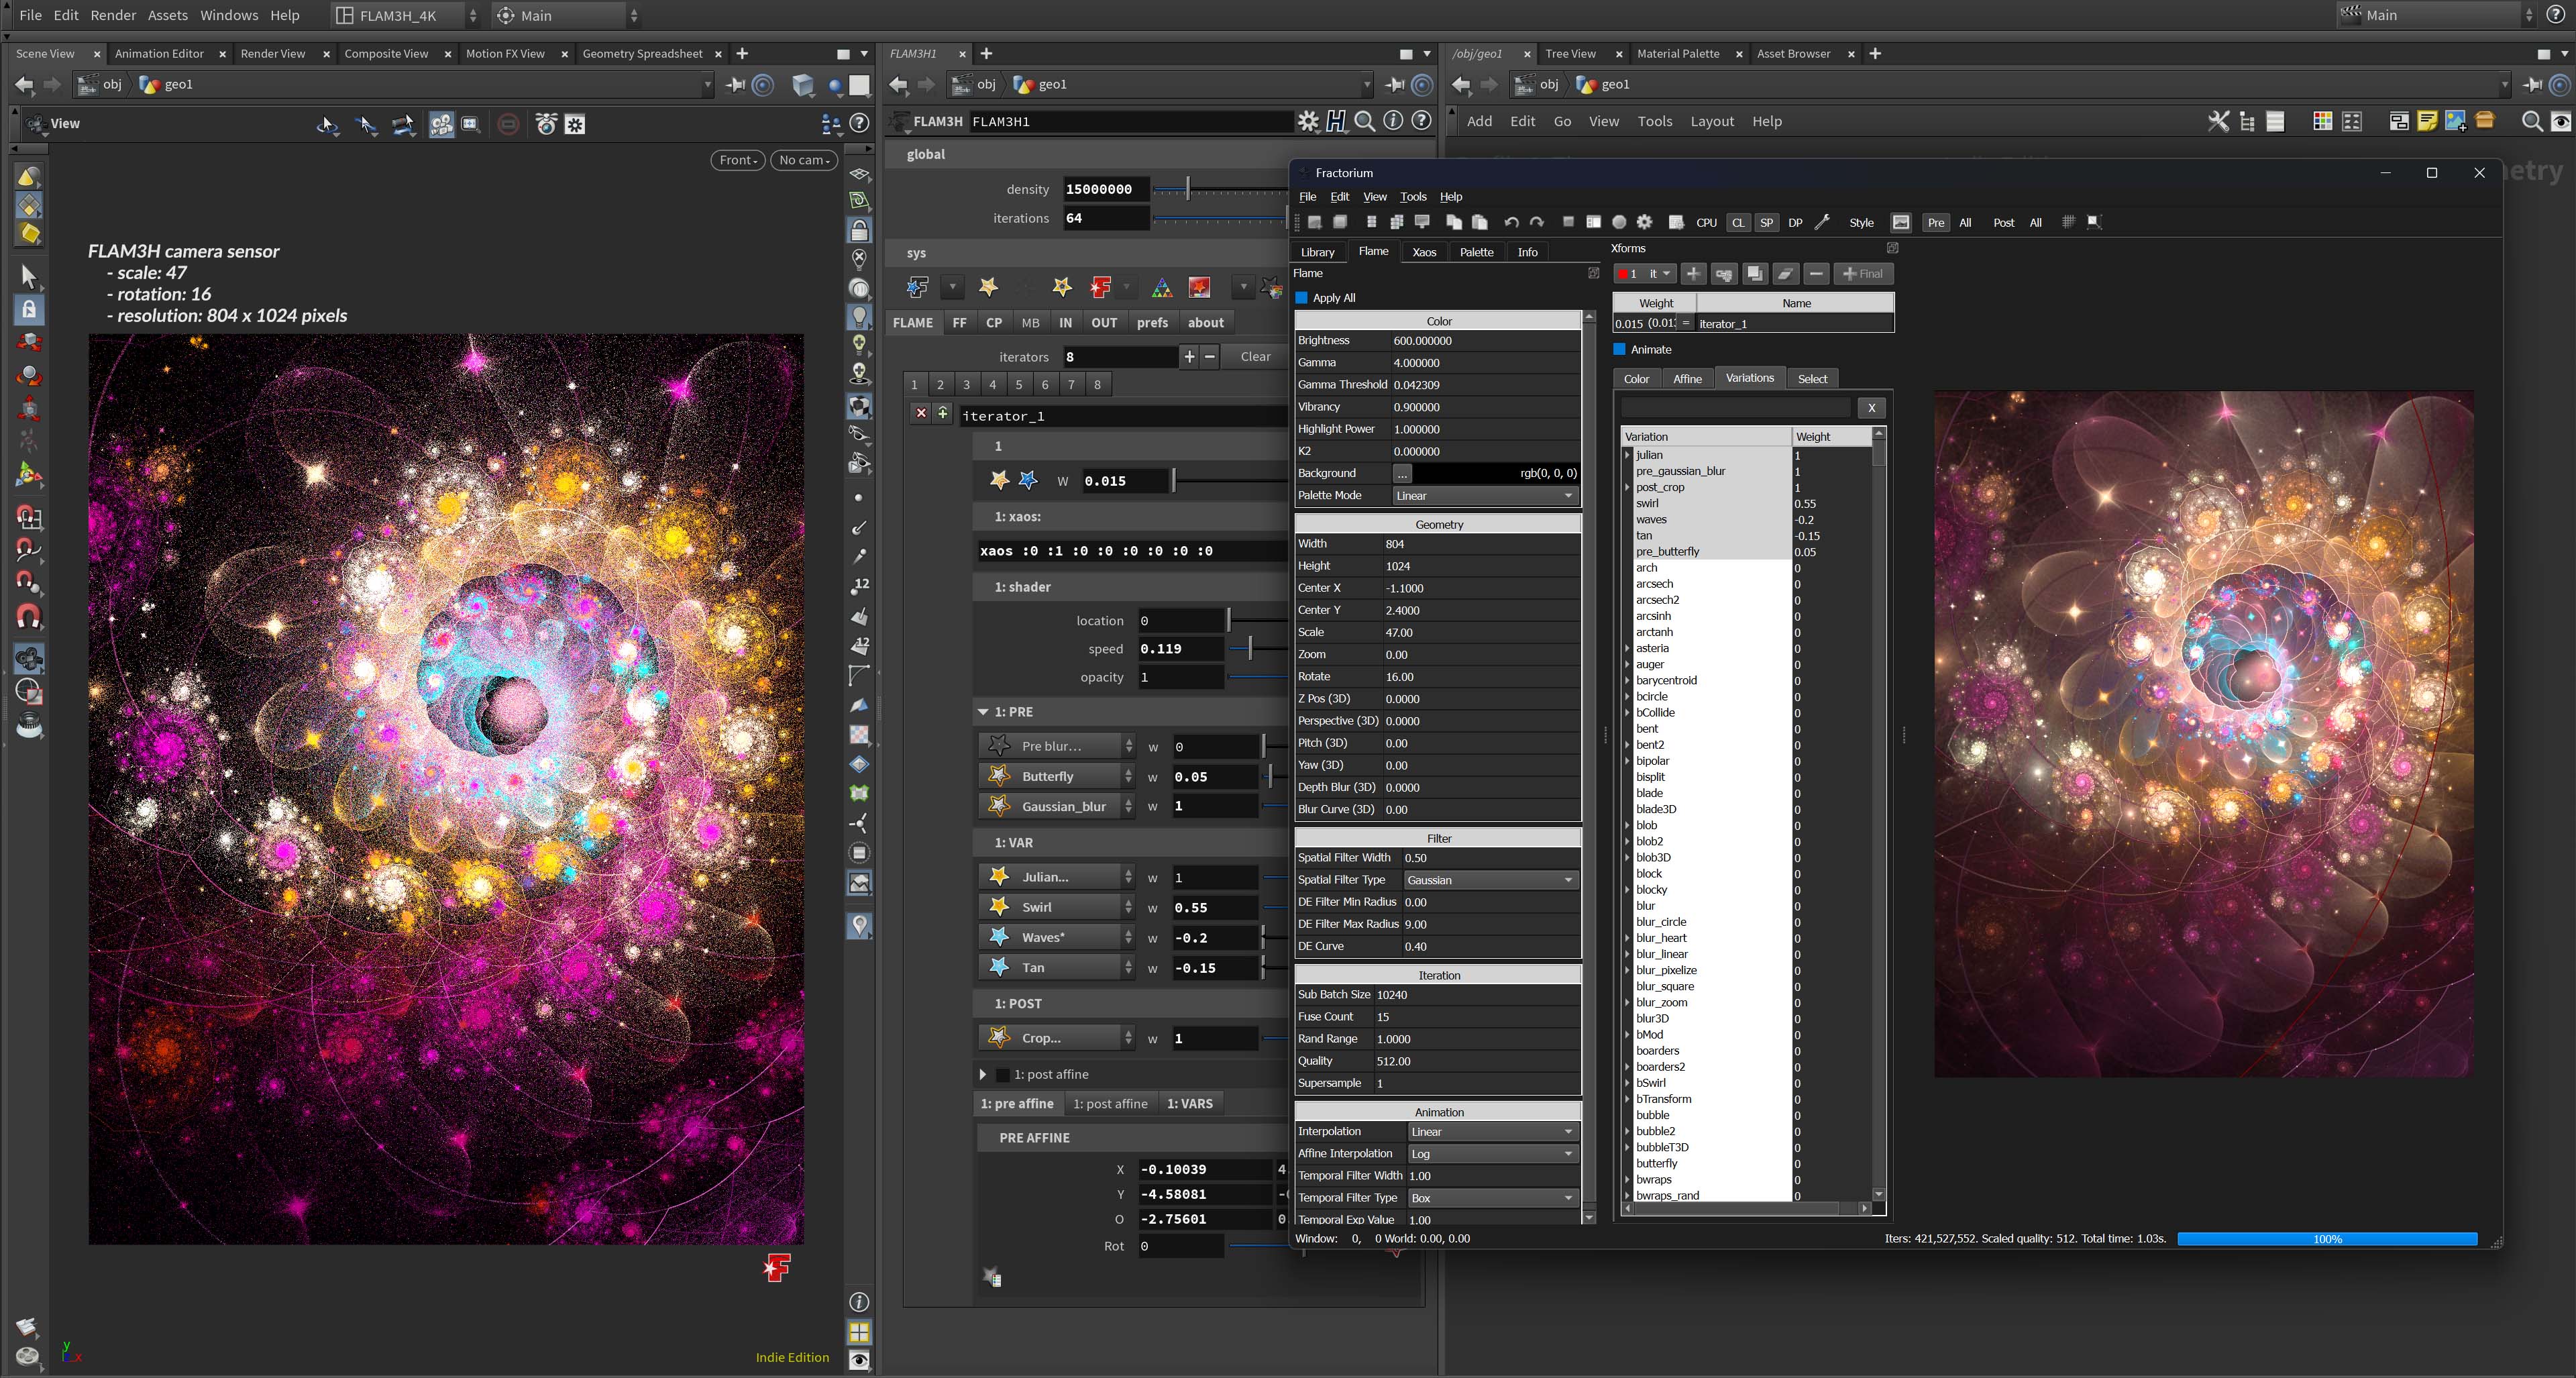 File Edit Render Assets Windows Help FLAM3H_4K Main Main
Scene View Animation Editor Render View Composite View Motion FX View Geometry Spreadsheet
obj geo1
View
Front No cam
FLAM3H camera sensor
- scale: 47
- rotation: 16
- resolution: 804 x 1024 pixels
12
12
Indie Edition
y
x
FLAM3H1
obj geo1
FLAM3H FLAM3H1
global
density 15000000
iterations 64
sys
FLAME FF CP MB IN OUT prefs about
iterators 8 Clear
1 2 3 4 5 6 7 8
iterator_1
1
W 0.015
1: xaos:
xaos :0 :1 :0 :0 :0 :0 :0 :0
1: shader
location 0
speed 0.119
opacity 1
1: PRE
Pre blur... w 0
Butterfly w 0.05
Gaussian_blur w 1
1: VAR
Julian... w 1
Swirl w 0.55
Waves* w -0.2
Tan w -0.15
1: POST
Crop... w 1
1: post affine
1: pre affine 1: post affine 1: VARS
PRE AFFINE
X -0.10039
Y -4.58081
O -2.75601
Rot 0
/obj/geo1 Tree View Material Palette Asset Browser
obj geo1
Add Edit Go View Tools Layout Help
etry
Fractorium
File Edit View Tools Help
CPU CL SP DP Style Pre All Post All
Library Flame Xaos Palette Info
Flame
Apply All
Color
Brightness 600.000000
Gamma 4.000000
Gamma Threshold 0.042309
Vibrancy 0.900000
Highlight Power 1.000000
K2 0.000000
Background ... rgb(0, 0, 0)
Palette Mode Linear
Geometry
Width 804
Height 1024
Center X -1.1000
Center Y 2.4000
Scale 47.00
Zoom 0.00
Rotate 16.00
Z Pos (3D) 0.0000
Perspective (3D) 0.0000
Pitch (3D) 0.00
Yaw (3D) 0.00
Depth Blur (3D) 0.0000
Blur Curve (3D) 0.00
Filter
Spatial Filter Width 0.50
Spatial Filter Type Gaussian
DE Filter Min Radius 0.00
DE Filter Max Radius 9.00
DE Curve 0.40
Iteration
Sub Batch Size 10240
Fuse Count 15
Rand Range 1.0000
Quality 512.00
Supersample 1
Animation
Interpolation Linear
Affine Interpolation Log
Temporal Filter Width 1.00
Temporal Filter Type Box
Temporal Exp Value 1.00
Xforms
1 it Final
Weight Name
0.015 (0.01 = iterator_1
Animate
Color Affine Variations Select
X
Variation Weight
julian 1
pre_gaussian_blur 1
post_crop 1
swirl 0.55
waves -0.2
tan -0.15
pre_butterfly 0.05
arch 0
arcsech 0
arcsech2 0
arcsinh 0
arctanh 0
asteria 0
auger 0
barycentroid 0
bcircle 0
bCollide 0
bent 0
bent2 0
bipolar 0
bisplit 0
blade 0
blade3D 0
blob 0
blob2 0
blob3D 0
block 0
blocky 0
blur 0
blur_circle 0
blur_heart 0
blur_linear 0
blur_pixelize 0
blur_square 0
blur_zoom 0
blur3D 0
bMod 0
boarders 0
boarders2 0
bSwirl 0
bTransform 0
bubble 0
bubble2 0
bubbleT3D 0
butterfly 0
bwraps 0
bwraps_rand 0
Window: 0, 0 World: 0.00, 0.00 Iters: 421,527,552. Scaled quality: 512. Total time: 1.03s. 100%